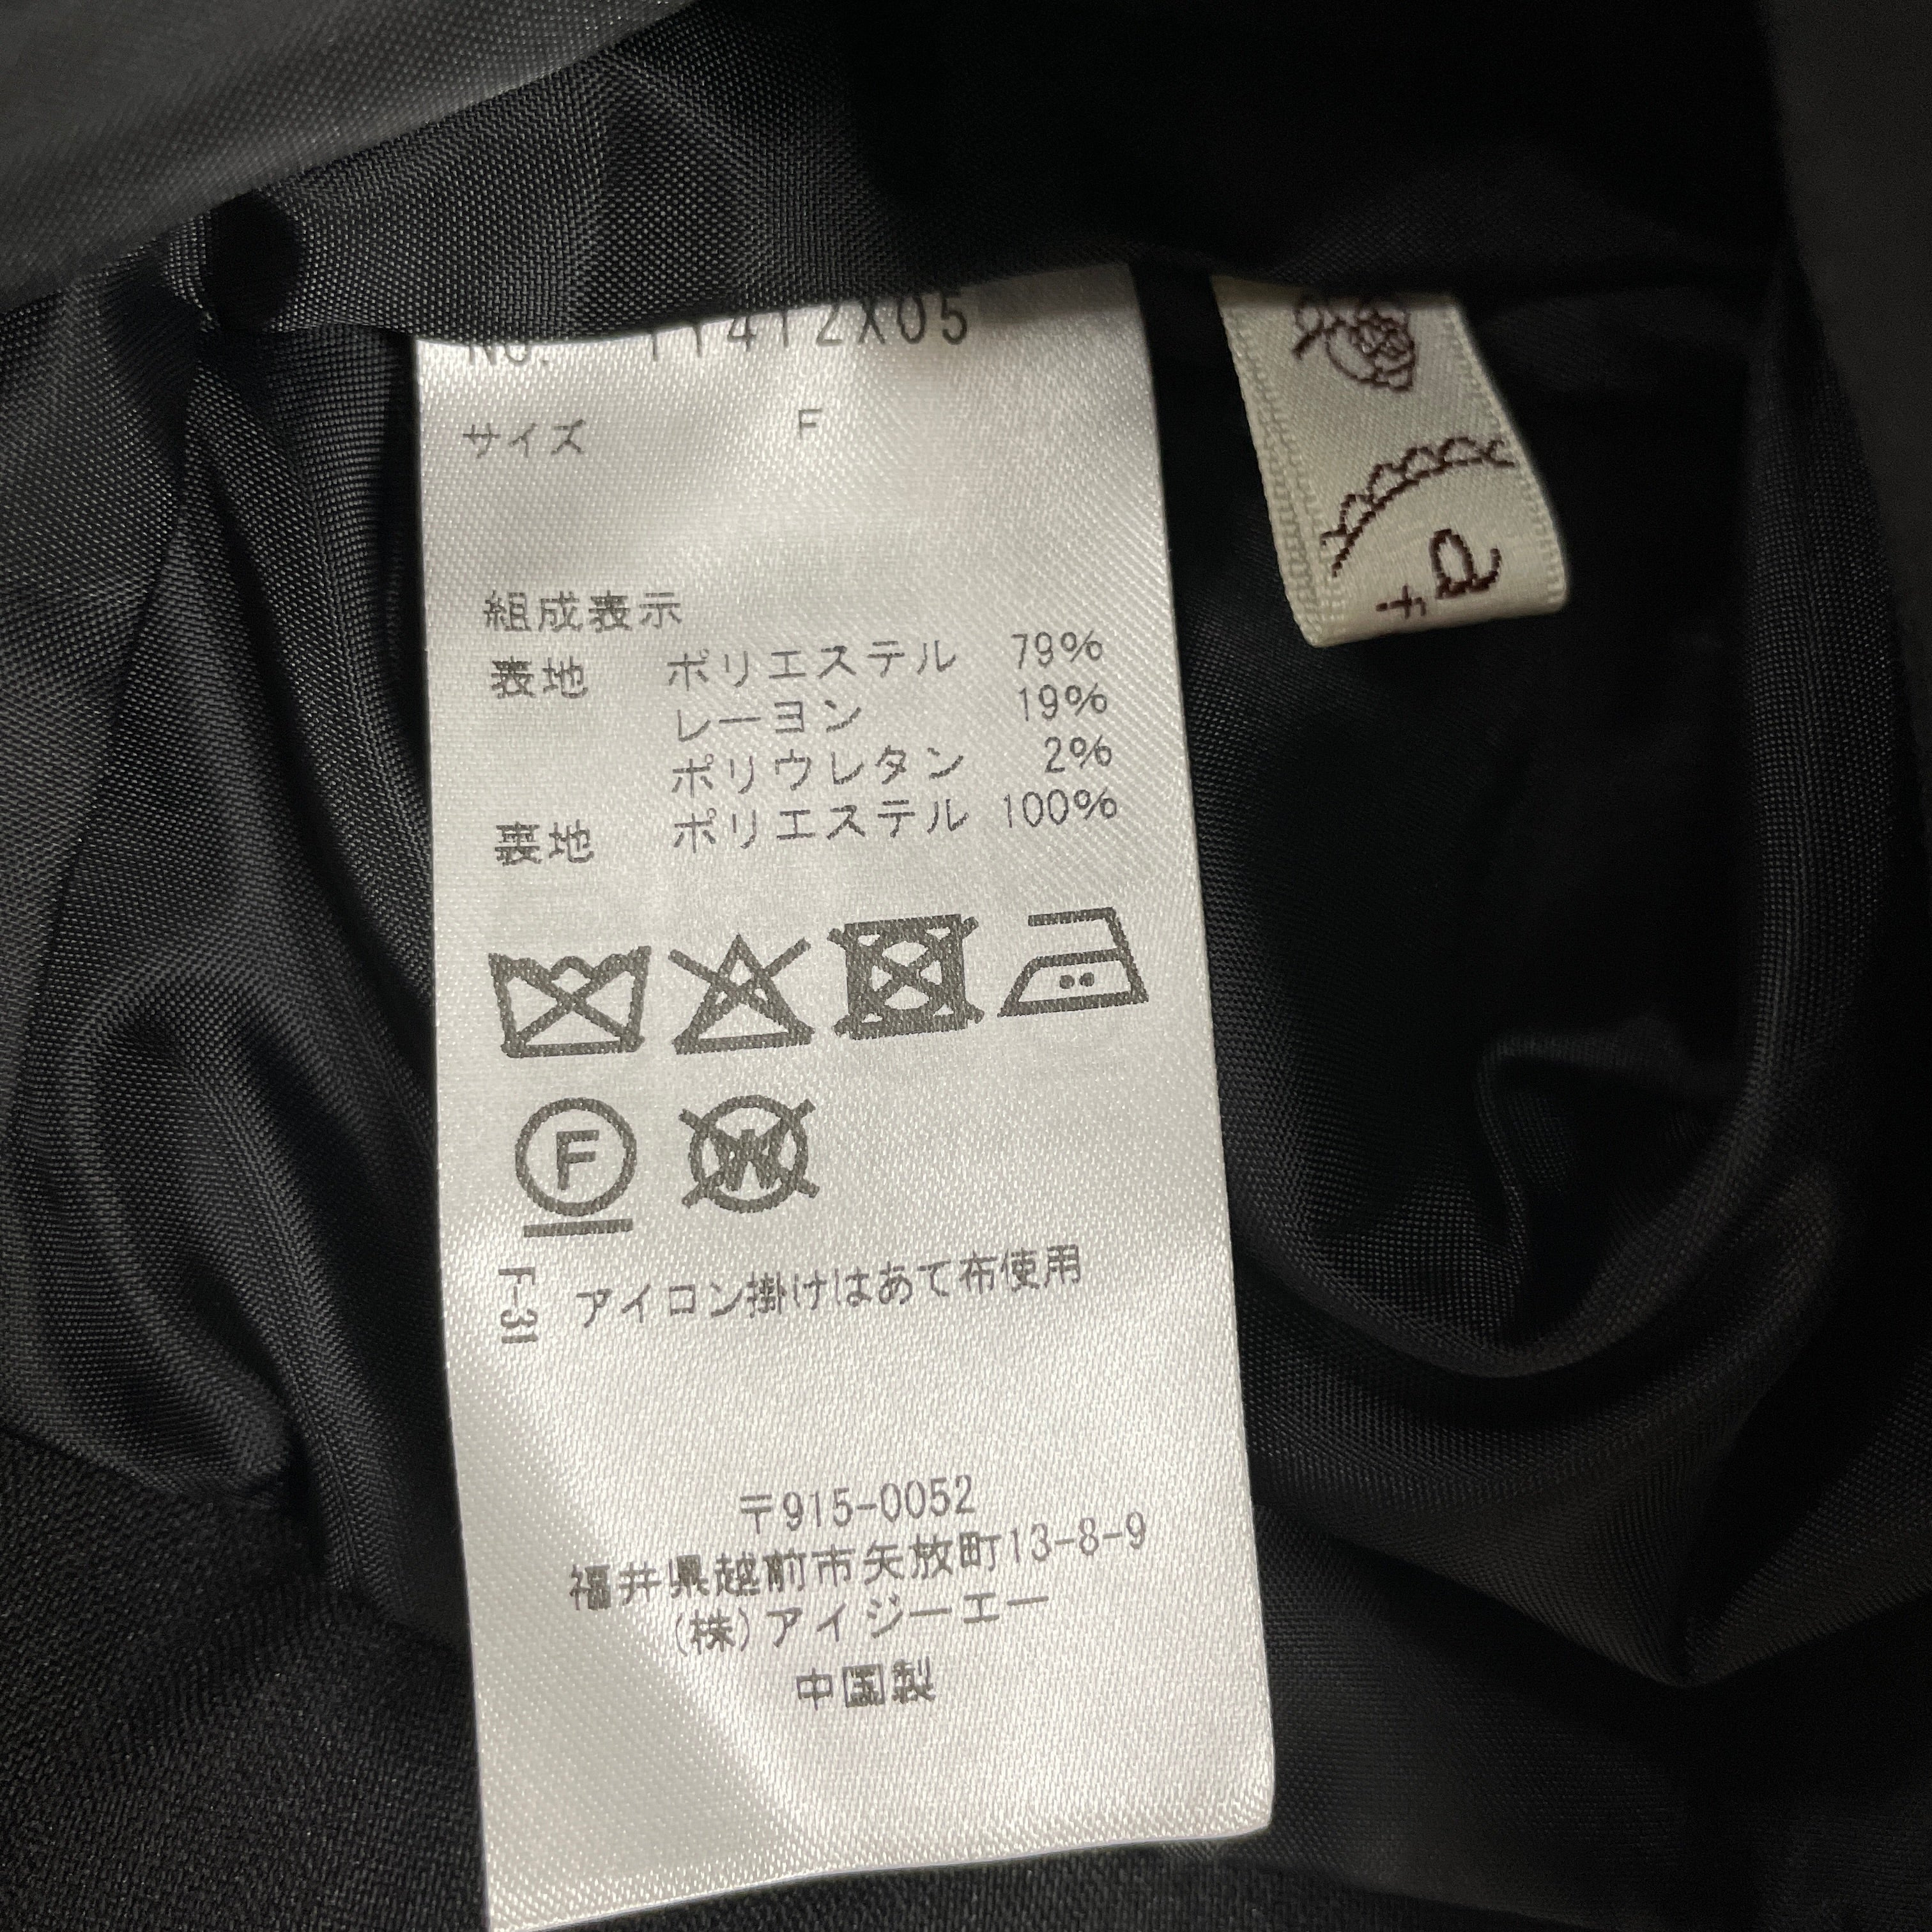 サイズ F
組成表示
表地 ポリエステル 79%
レーヨン 19%
ポリウレタン 2%
裏地 ポリエステル 100%
F
W
F-31 アイロン掛けはあて布使用
〒915-0052
福井県越前市矢放町13-8-9
(株)アイジーエー
中国製